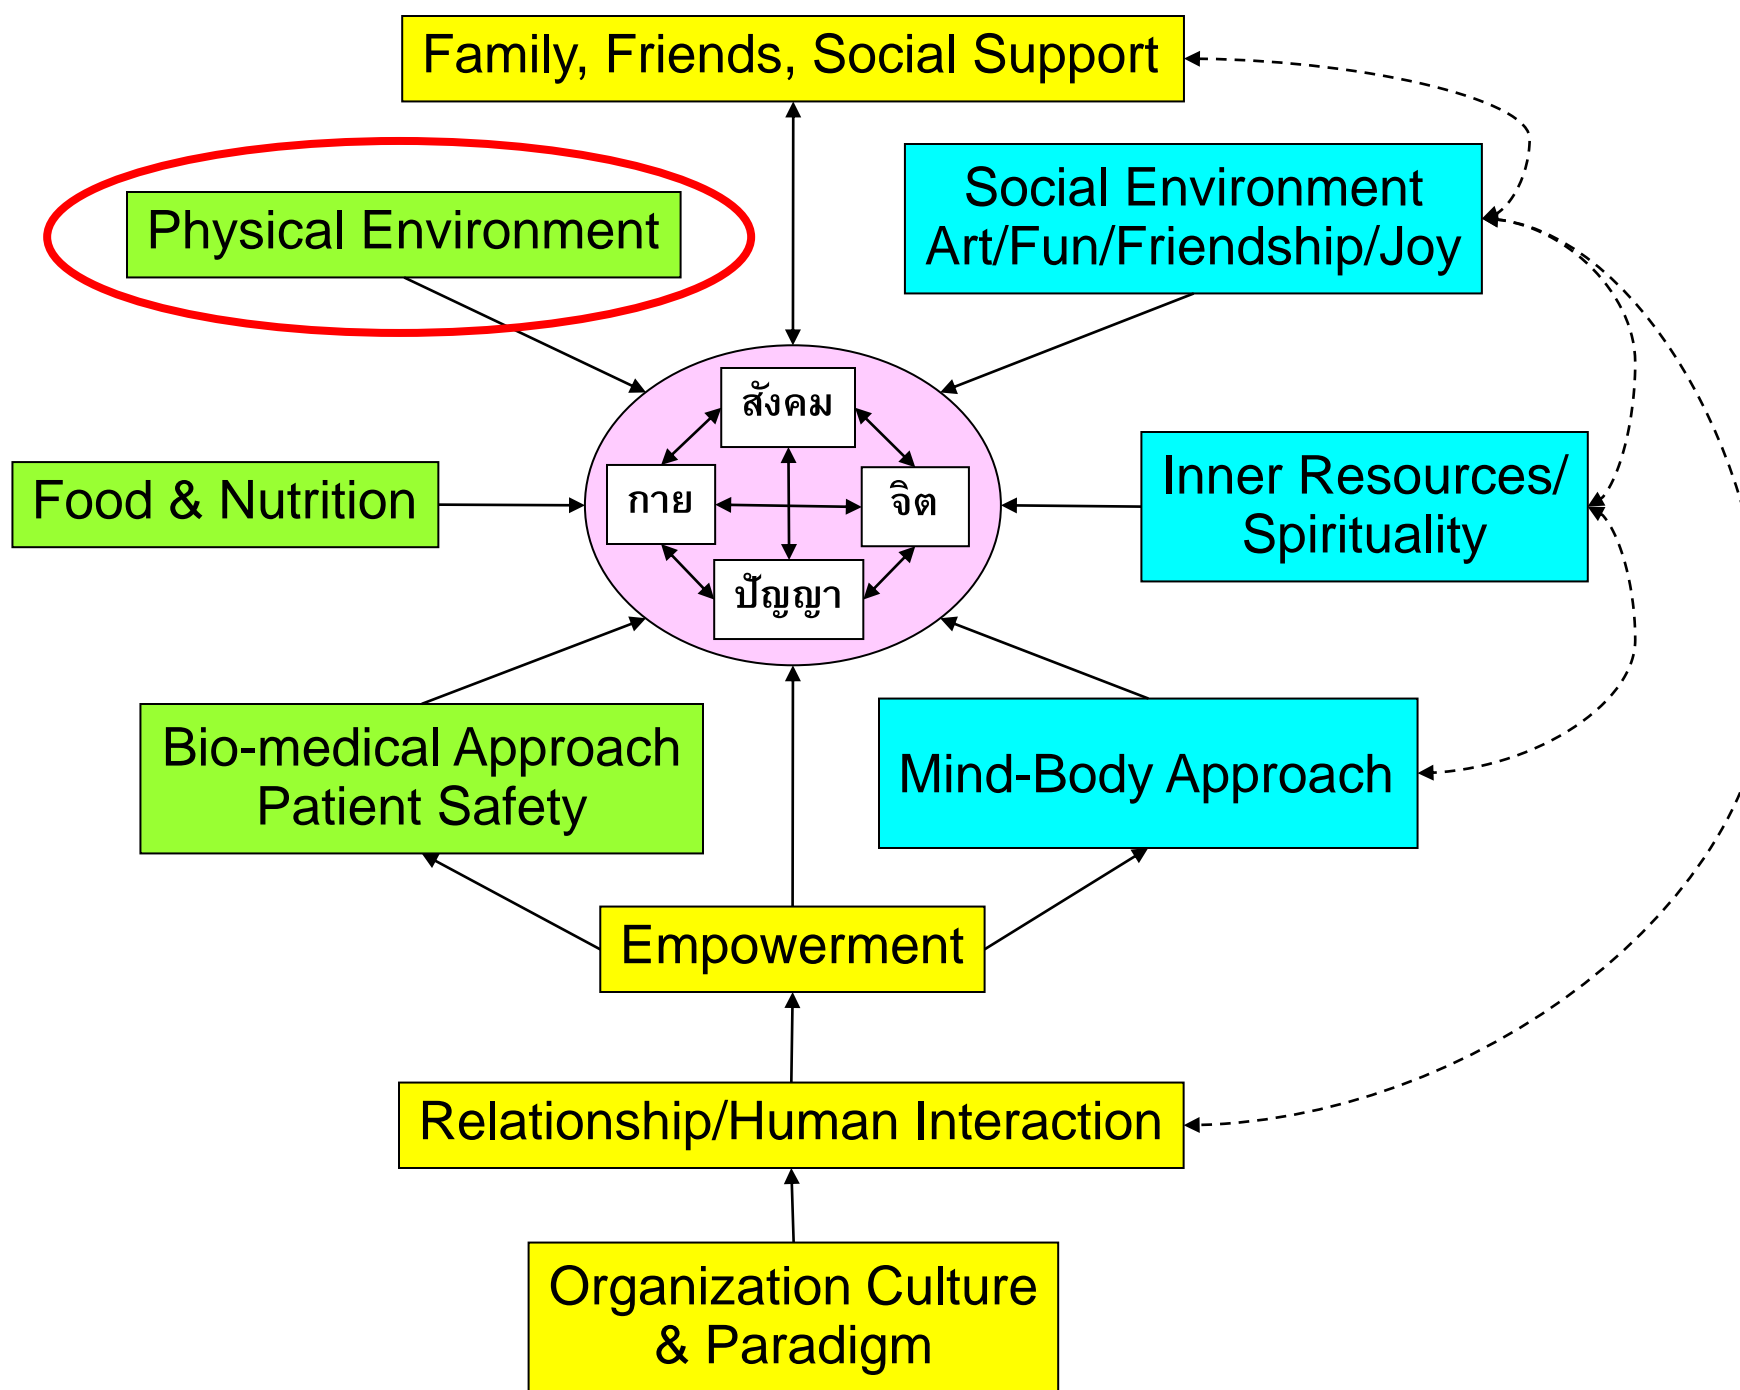 Family, Friends, Social Support
Physical Environment
Social Environment
Art/Fun/Friendship/Joy
สังคม
Food & Nutrition
กาย
จิต
Inner Resources/
Spirituality
ปัญญา
Bio-medical Approach
Patient Safety
Mind-Body Approach
Empowerment
Relationship/Human Interaction
Organization Culture
& Paradigm